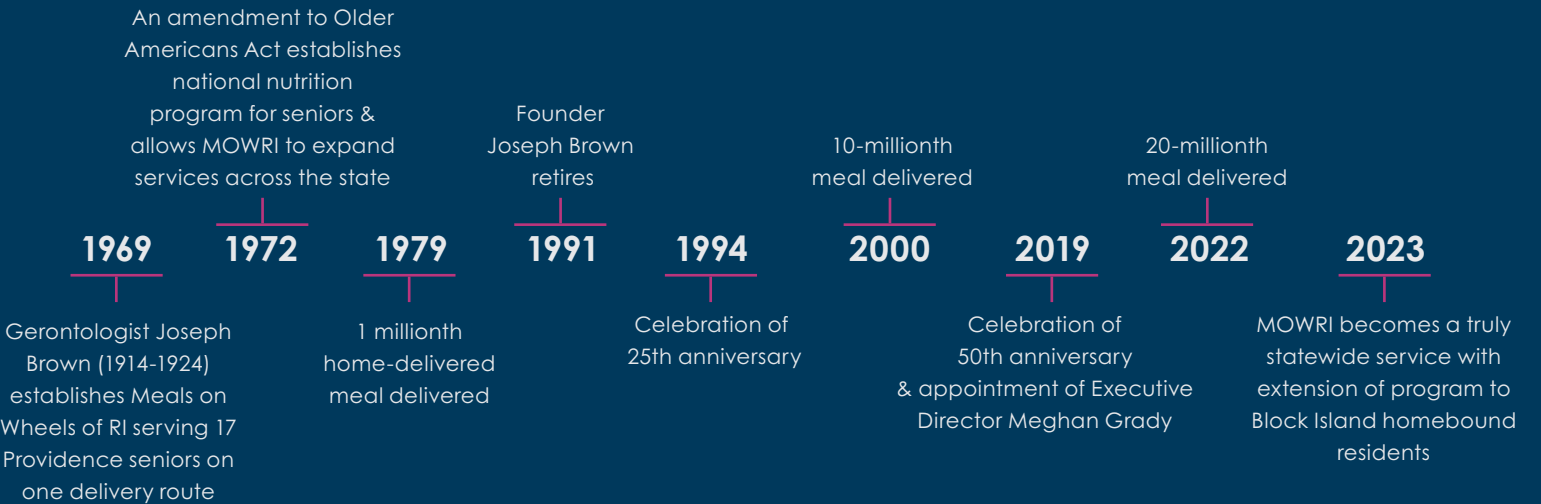 An amendment to Older
Americans Act establishes
national nutrition
program for seniors &
allows MOWRI to expand
services across the state
Founder
Joseph Brown
retires
10-millionth
meal delivered
20-millionth
meal delivered
1969
1972
1979
1991
1994
2000
2019
2022
2023
Gerontologist Joseph
Brown (1914-1924)
establishes Meals on
Wheels of RI serving 17
Providence seniors on
one delivery route
1 millionth
home-delivered
meal delivered
Celebration of
25th anniversary
Celebration of
50th anniversary
& appointment of Executive
Director Meghan Grady
MOWRI becomes a truly
statewide service with
extension of program to
Block Island homebound
residents